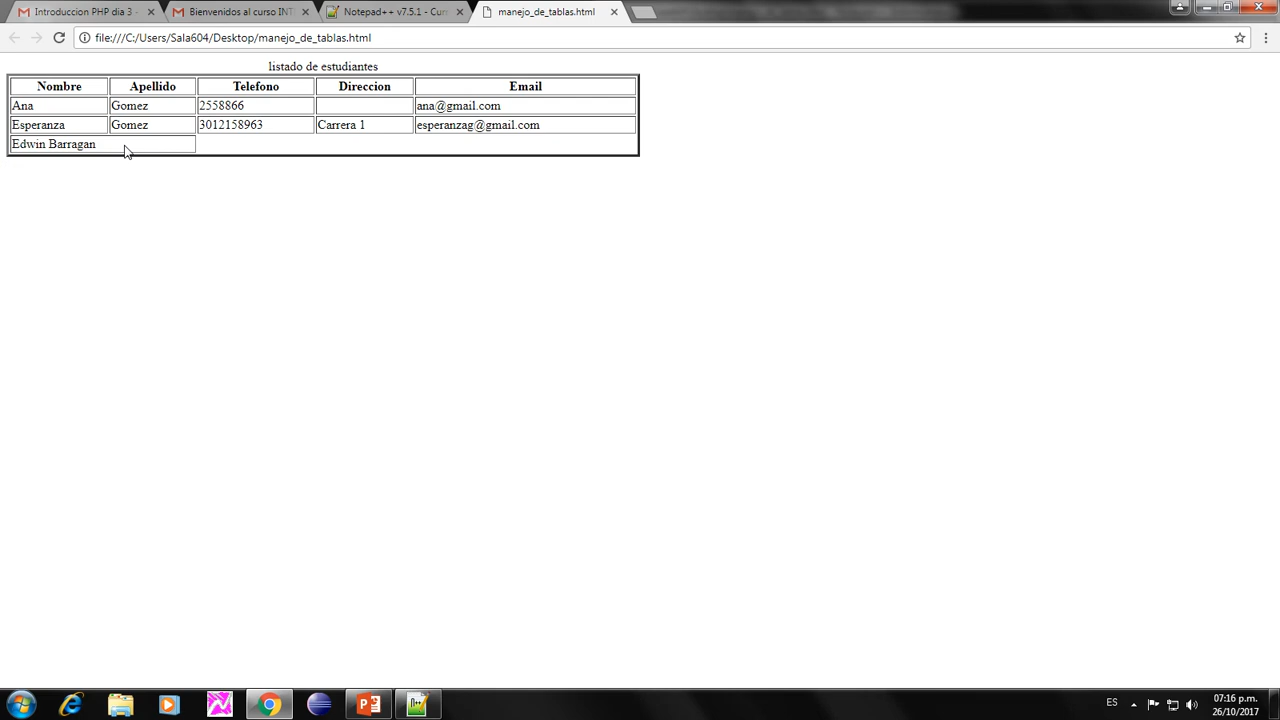 Introduccion PHP dia 3 -
Bienvenidos al curso INT
Notepad++ v7.5.1 - Cur
manejo_de_tablas.html
file:///C:/Users/Sala604/Desktop/manejo_de_tablas.html
listado de estudiantes
Nombre Apellido Telefono Direccion Email
Ana Gomez 2558866 ana@gmail.com
Esperanza Gomez 3012158963 Carrera 1 esperanzag@gmail.com
Edwin Barragan
ES
07:16 p.m.
26/10/2017